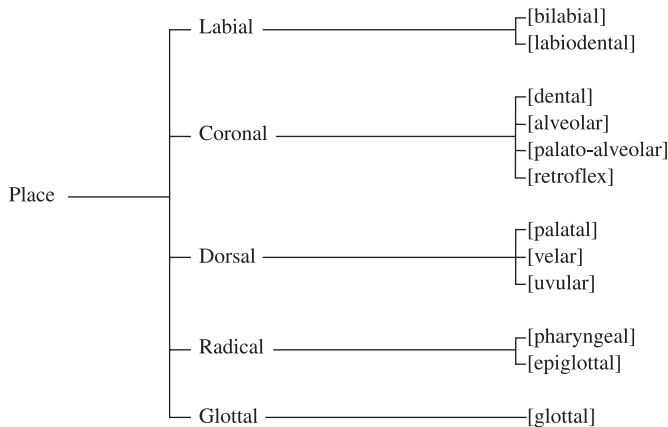 Place
Labial
[bilabial]
[labiodental]
Coronal
[dental]
[alveolar]
[palato-alveolar]
[retroflex]
Dorsal
[palatal]
[velar]
[uvular]
Radical
[pharyngeal]
[epiglottal]
Glottal
[glottal]